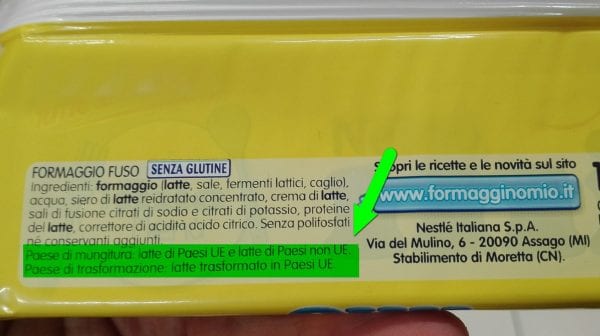 FORMAGGIO FUSO SENZA GLUTINE
Ingredienti: formaggio (latte, sale, fermenti lattici, caglio),
acqua, siero di latte reidratato concentrato, crema di latte,
sali di fusione citrati di sodio e citrati di potassio, proteine
del latte, correttore di acidità acido citrico. Senza polifosfati
né conservanti aggiunti.
Paese di mungitura: latte di Paesi UE e latte di Paesi non UE.
Paese di trasformazione: latte trasformato in Paesi UE.
Scopri le ricette e le novità sul sito
www.formagginomio.it
Nestlé Italiana S.p.A.
Via del Mulino, 6 - 20090 Assago (MI)
Stabilimento di Moretta (CN).